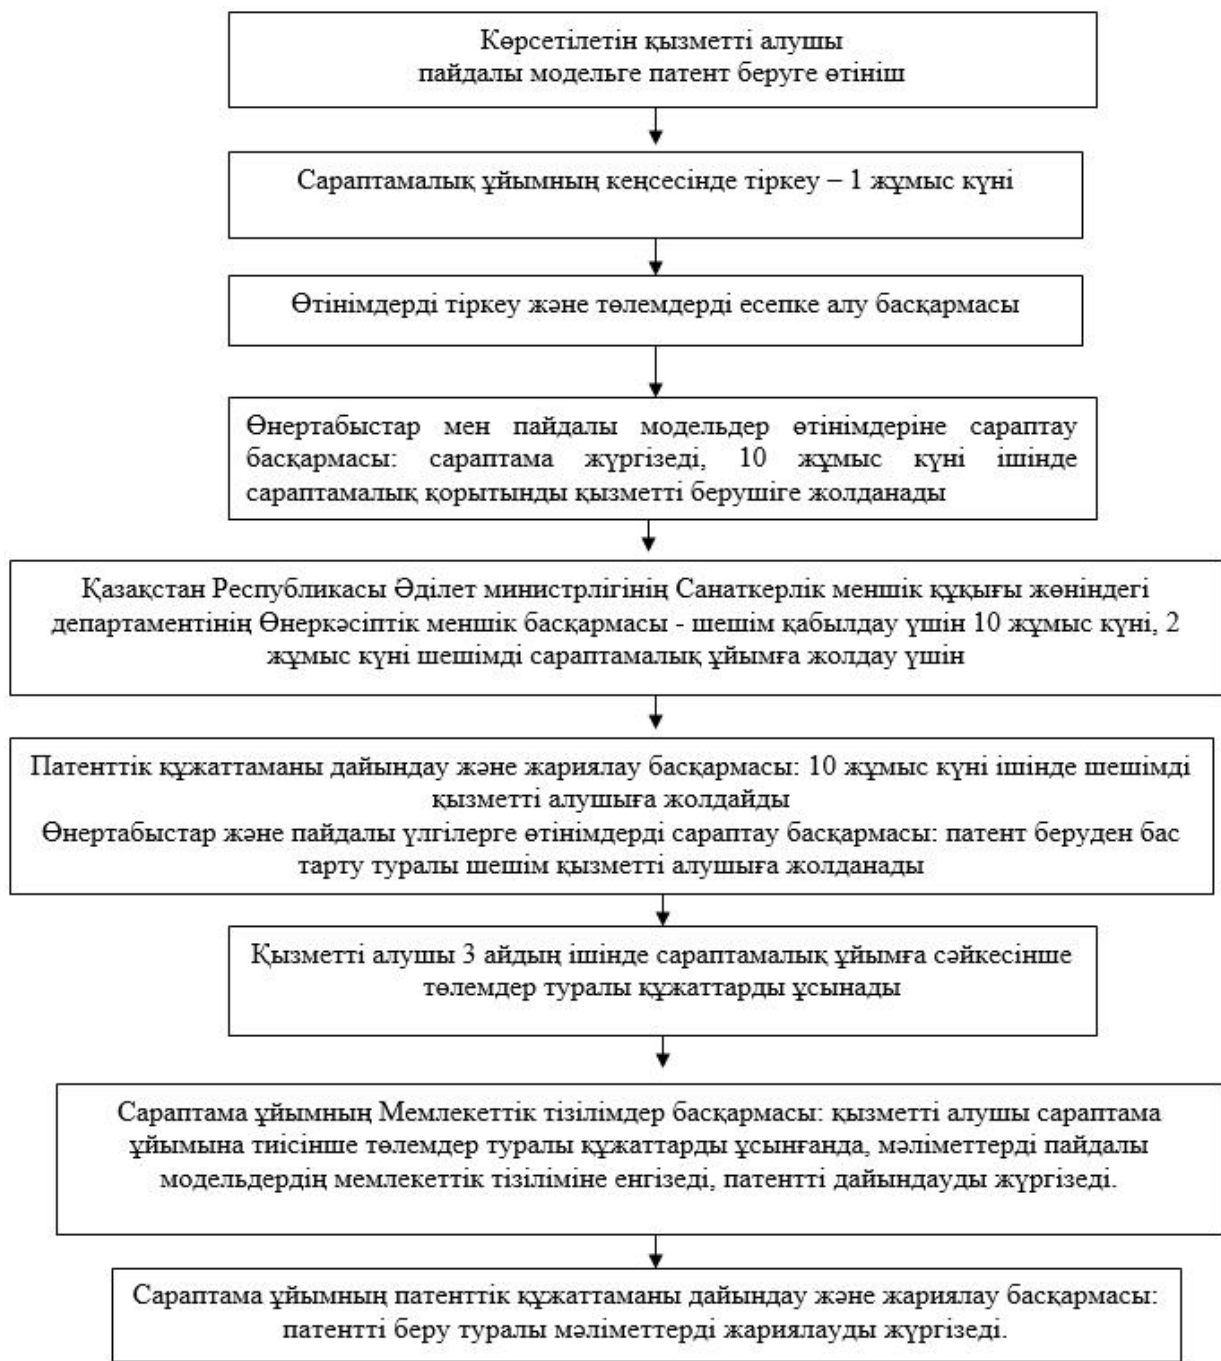 Көрсетілетін қызметті алушы
пайдалы модельге патент беруге өтініш
Сараптамалық ұйымның кеңсесінде тіркеу – 1 жұмыс күні
Өтінімдерді тіркеу және төлемдерді есепке алу басқармасы
Өнертабыстар мен пайдалы модельдер өтінімдеріне сараптау
басқармасы: сараптама жүргізеді, 10 жұмыс күні ішінде
сараптамалық қорытынды қызметті берушіге жолданады
Қазақстан Республикасы Әділет министрлігінің Санаткерлік меншік құқығы жөніндегі
департаментінің Өнеркәсіптік меншік басқармасы - шешім қабылдау үшін 10 жұмыс күні, 2
жұмыс күні шешімді сараптамалық ұйымға жолдау үшін
Патенттік құжаттаманы дайындау және жариялау басқармасы: 10 жұмыс күні ішінде шешімді
қызметті алушыға жолдайды
Өнертабыстар және пайдалы үлгілерге өтінімдерді сараптау басқармасы: патент беруден бас
тарту туралы шешім қызметті алушыға жолданады
Қызметті алушы 3 айдың ішінде сараптамалық ұйымға сәйкесінше
төлемдер туралы құжаттарды ұсынады
Сараптама ұйымның Мемлекеттік тізілімдер басқармасы: қызметті алушы сараптама
ұйымына тиісінше төлемдер туралы құжаттарды ұсынғанда, мәліметтерді пайдалы
модельдердің мемлекеттік тізіліміне енгізеді, патентті дайындауды жүргізеді.
Сараптама ұйымның патенттік құжаттаманы дайындау және жариялау басқармасы:
патентті беру туралы мәліметтерді жариялауды жүргізеді.